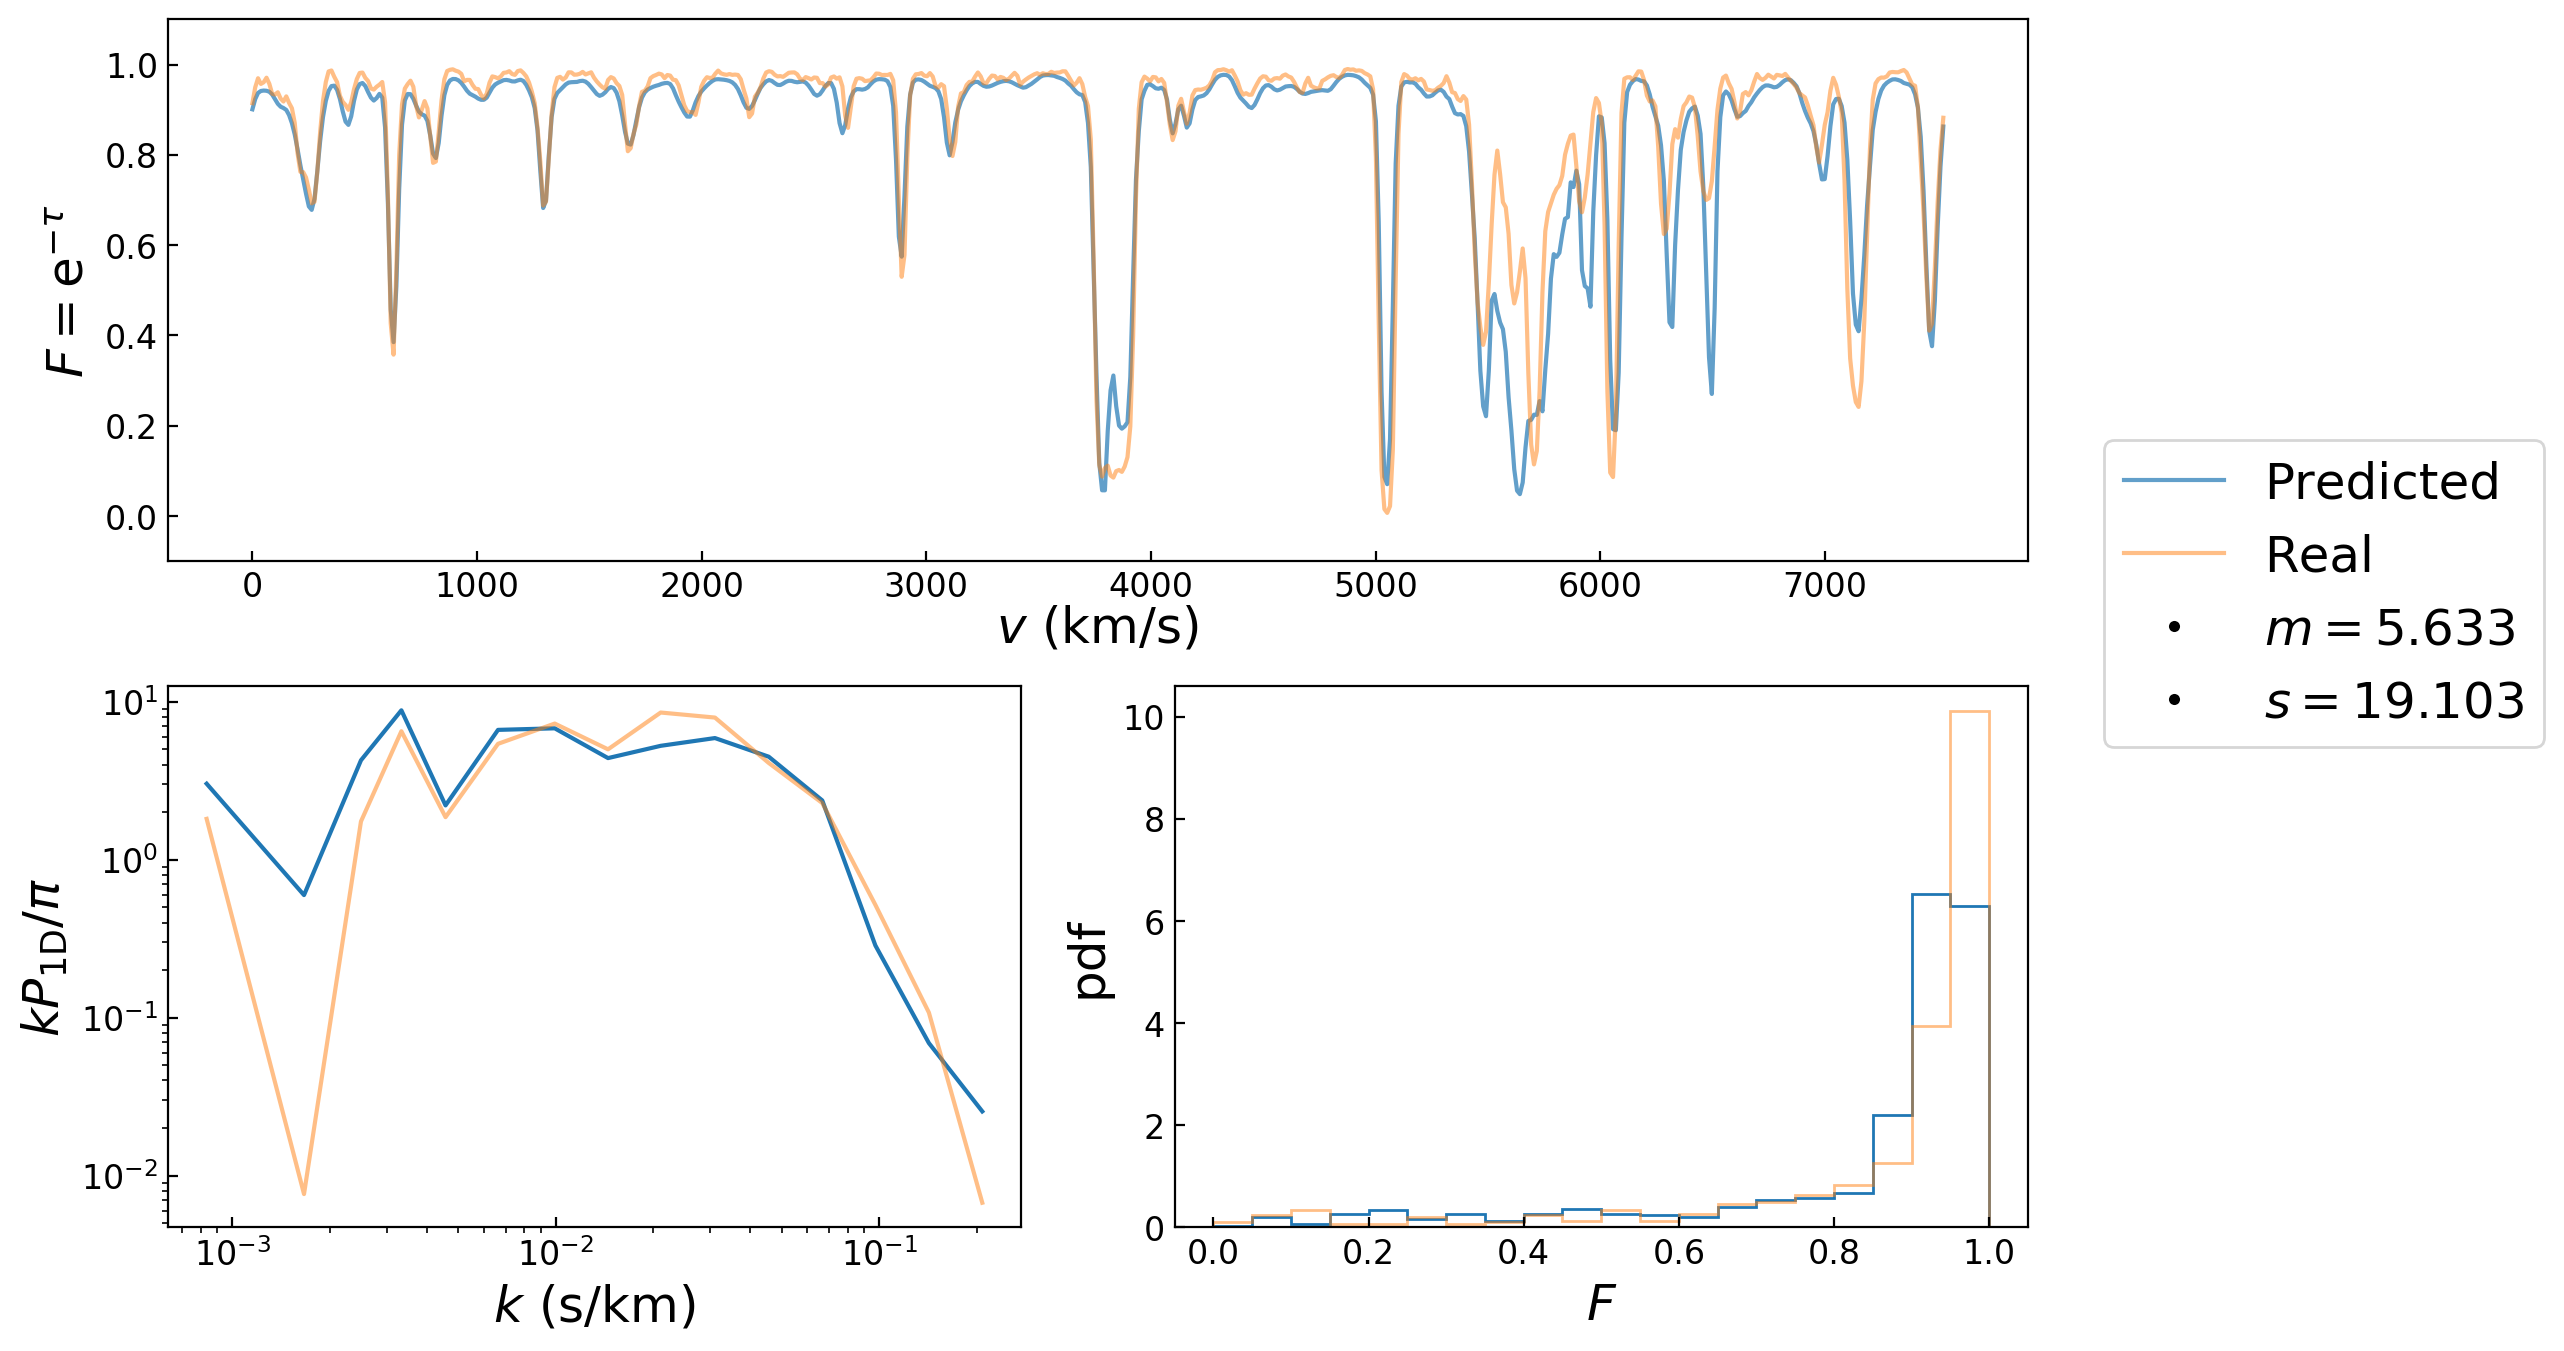 F = e^{−τ}
1.0
0.8
0.6
0.4
0.2
0.0
0 1000 2000 3000 4000 5000 6000 7000
v (km/s)
Predicted
Real
m = 5.633
s = 19.103
kP_{1D}/π
10^1
10^0
10^{−1}
10^{−2}
10^{−3} 10^{−2} 10^{−1}
k (s/km)
pdf
10
8
6
4
2
0
0.0 0.2 0.4 0.6 0.8 1.0
F